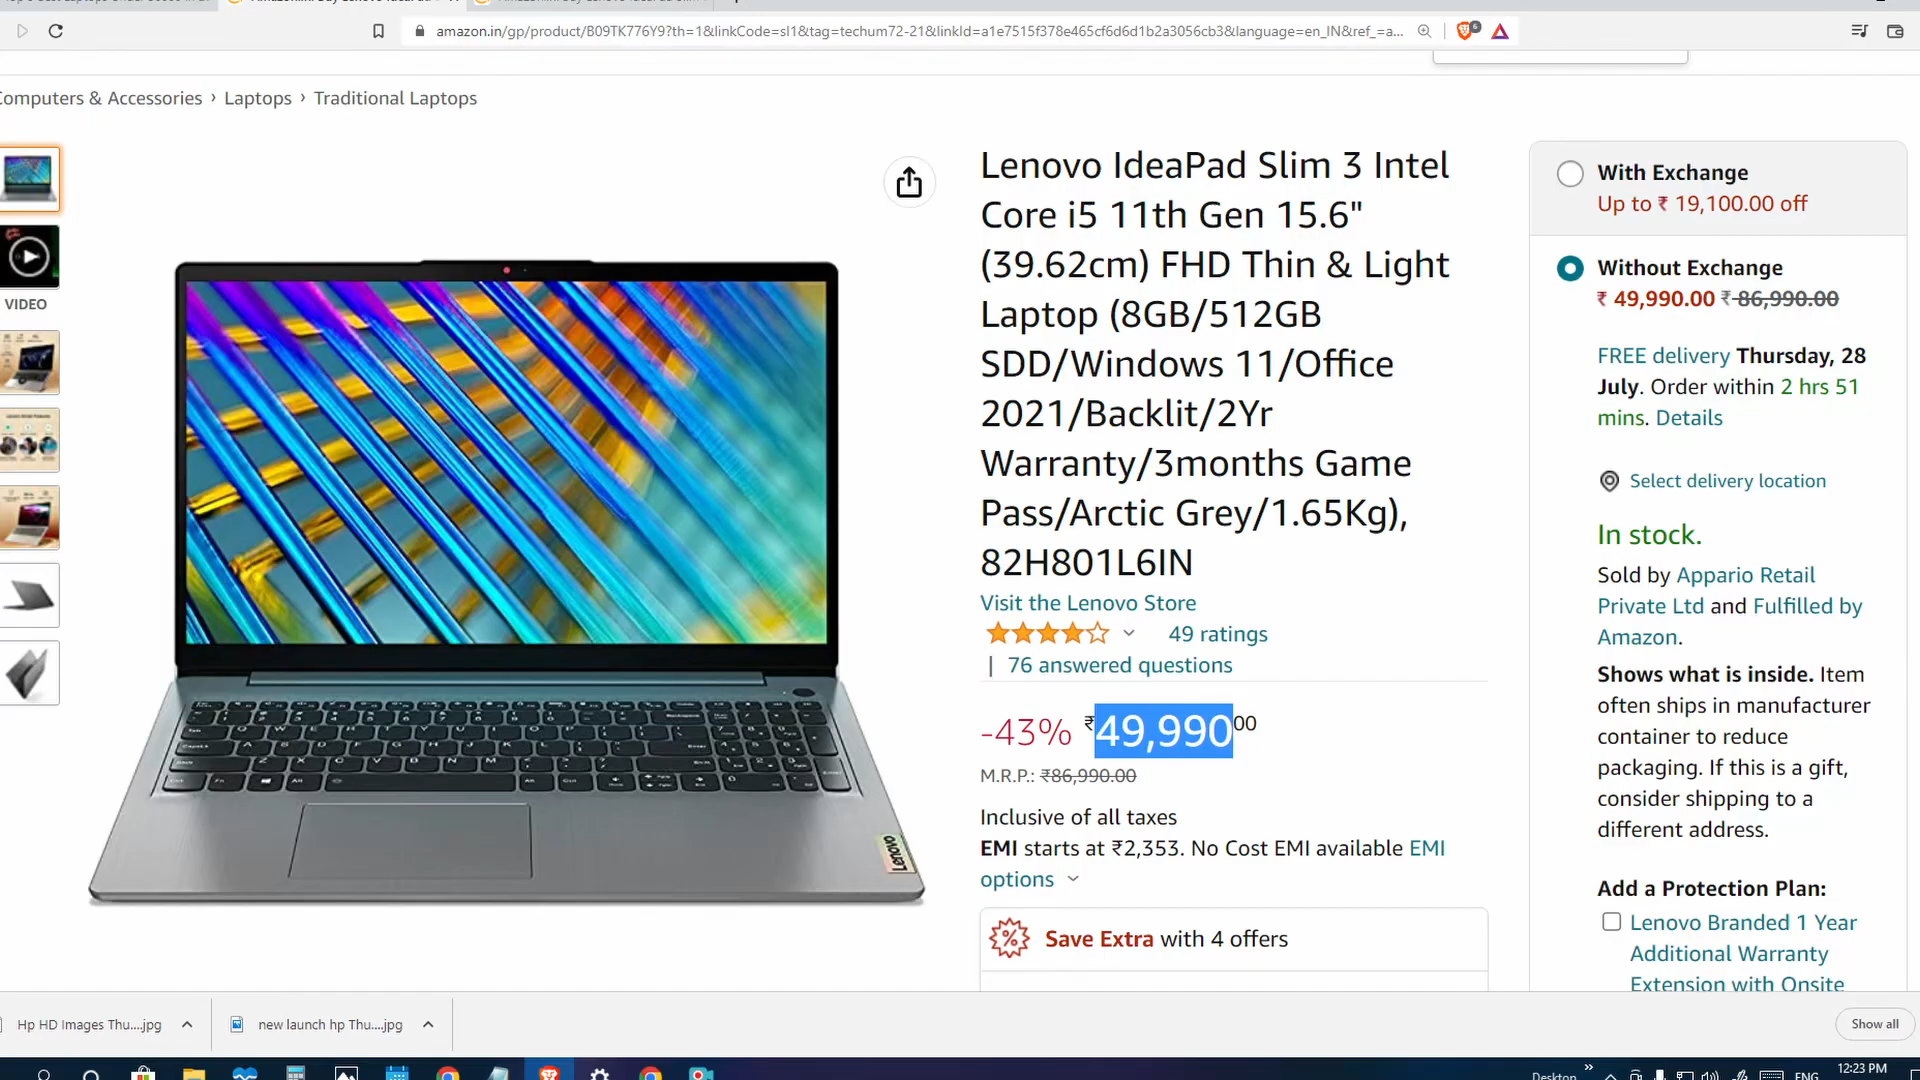 amazon.in/gp/product/B09TK776Y9?th=1&linkCode=sl1&tag=techum72-21&linkId=a1e7515f378e465cf6d6d1b2a3056cb3&language=en_IN&ref_=a...
6
Computers & Accessories › Laptops › Traditional Laptops
VIDEO
Lenovo IdeaPad Slim 3 Intel
Core i5 11th Gen 15.6"
(39.62cm) FHD Thin & Light
Laptop (8GB/512GB
SDD/Windows 11/Office
2021/Backlit/2Yr
Warranty/3months Game
Pass/Arctic Grey/1.65Kg),
82H801L6IN
Visit the Lenovo Store
49 ratings
| 76 answered questions
-43% ₹49,99000
M.R.P.: ₹86,990.00
Inclusive of all taxes
EMI starts at ₹2,353. No Cost EMI available EMI
options
Save Extra with 4 offers
Lenovo
With Exchange
Up to ₹ 19,100.00 off
Without Exchange
₹ 49,990.00 ₹ 86,990.00
FREE delivery Thursday, 28
July. Order within 2 hrs 51
mins. Details
Select delivery location
In stock.
Sold by Appario Retail
Private Ltd and Fulfilled by
Amazon.
Shows what is inside. Item
often ships in manufacturer
container to reduce
packaging. If this is a gift,
consider shipping to a
different address.
Add a Protection Plan:
Lenovo Branded 1 Year
Additional Warranty
Extension with Onsite
Hp HD Images Thu....jpg
new launch hp Thu....jpg
Show all
Desktop
ENG
12:23 PM